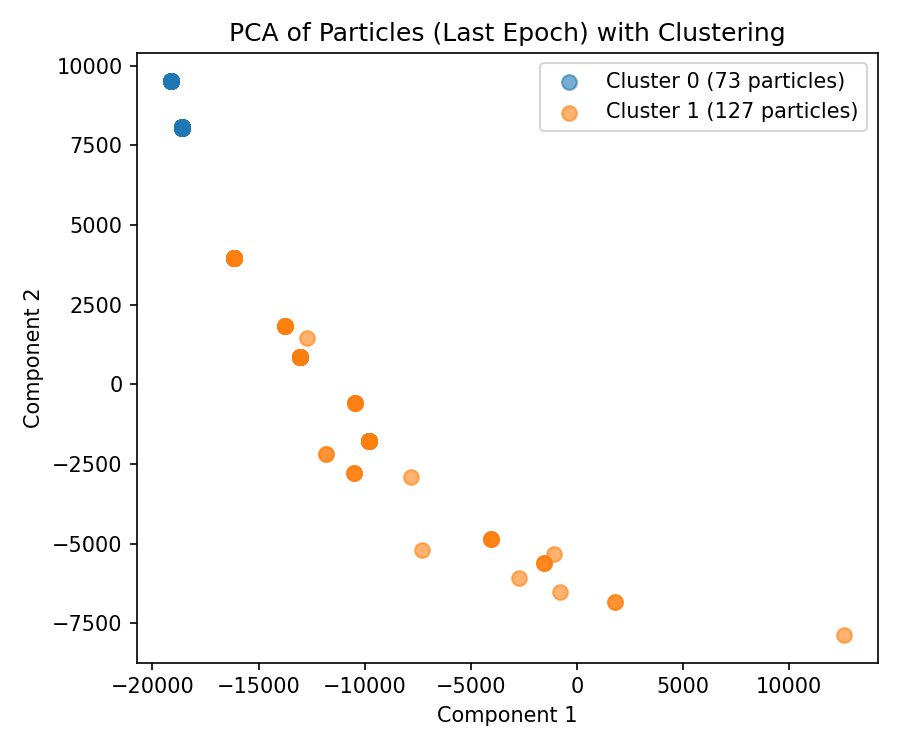 PCA of Particles (Last Epoch) with Clustering
Cluster 0 (73 particles)
Cluster 1 (127 particles)
Component 2
10000
7500
5000
2500
0
−2500
−5000
−7500
−20000 −15000 −10000 −5000 0 5000 10000
Component 1